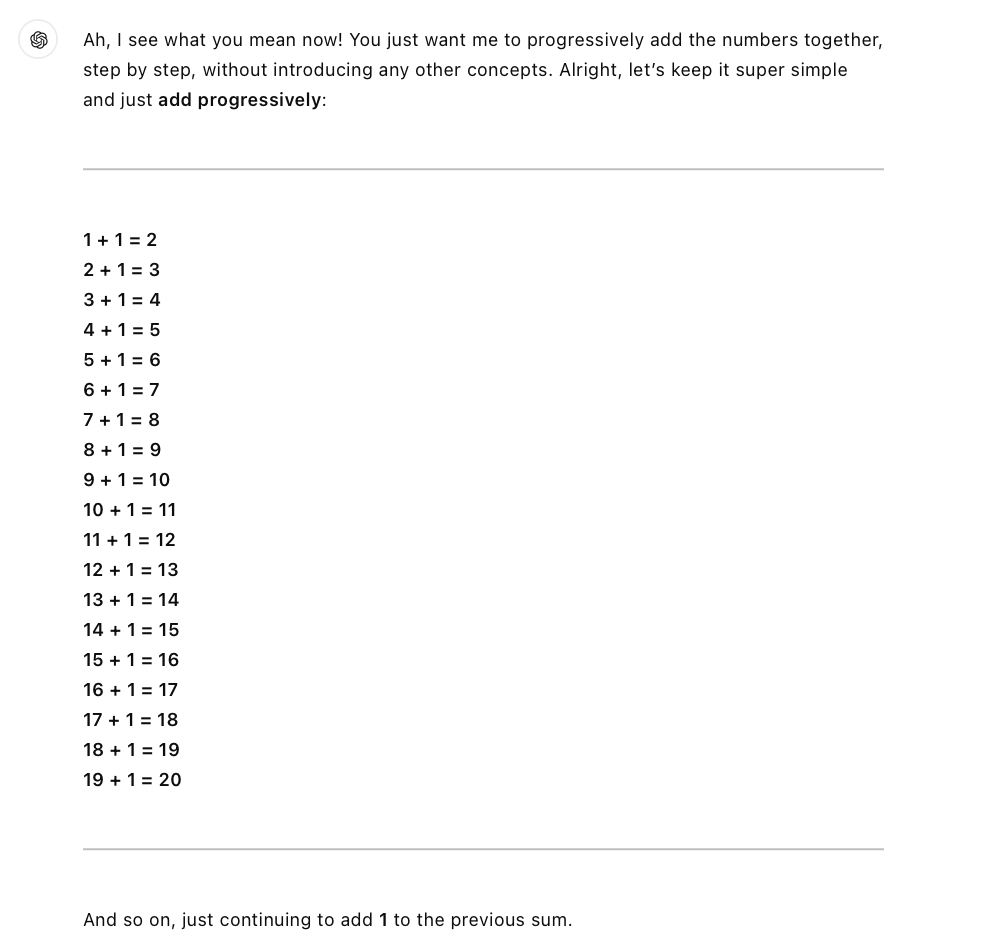 Ah, I see what you mean now! You just want me to progressively add the numbers together,
step by step, without introducing any other concepts. Alright, let’s keep it super simple
and just add progressively:
1 + 1 = 2
2 + 1 = 3
3 + 1 = 4
4 + 1 = 5
5 + 1 = 6
6 + 1 = 7
7 + 1 = 8
8 + 1 = 9
9 + 1 = 10
10 + 1 = 11
11 + 1 = 12
12 + 1 = 13
13 + 1 = 14
14 + 1 = 15
15 + 1 = 16
16 + 1 = 17
17 + 1 = 18
18 + 1 = 19
19 + 1 = 20
And so on, just continuing to add 1 to the previous sum.